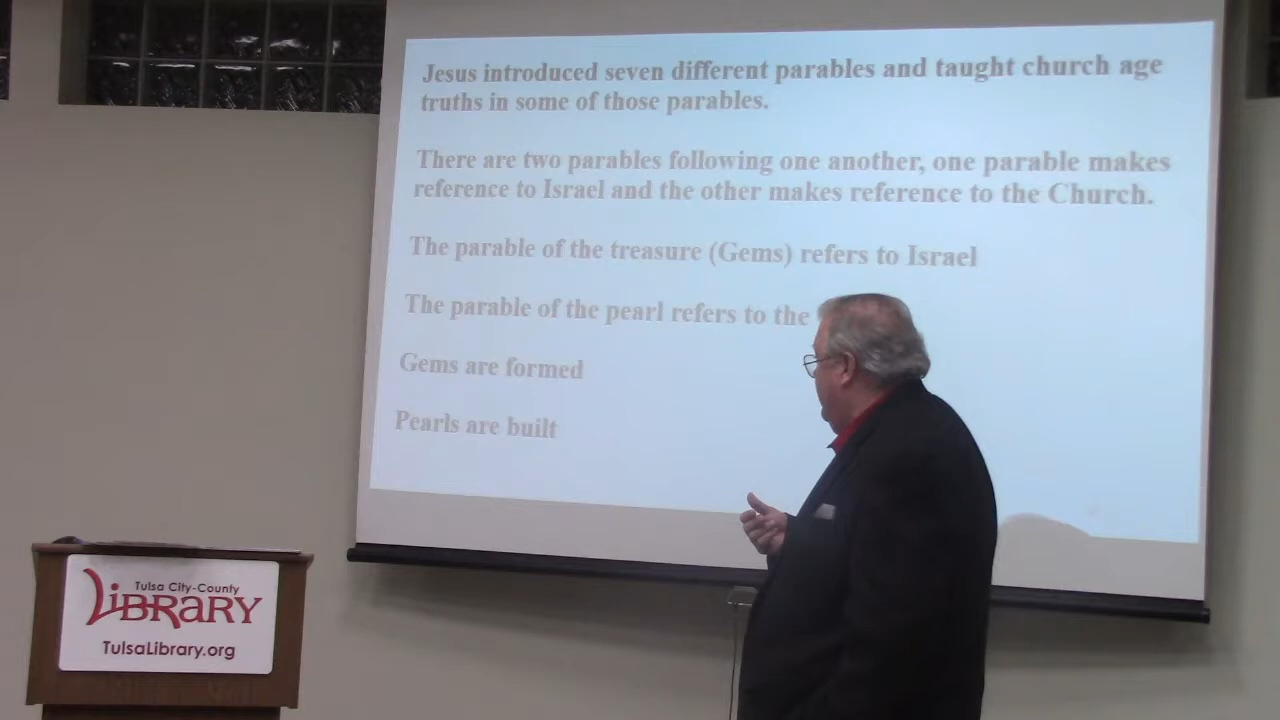 Jesus introduced seven different parables and taught church age
truths in some of those parables.
There are two parables following one another, one parable makes
reference to Israel and the other makes reference to the Church.
The parable of the treasure (Gems) refers to Israel
The parable of the pearl refers to the
Gems are formed
Pearls are built
Tulsa City-County
LIBRARY
TulsaLibrary.org